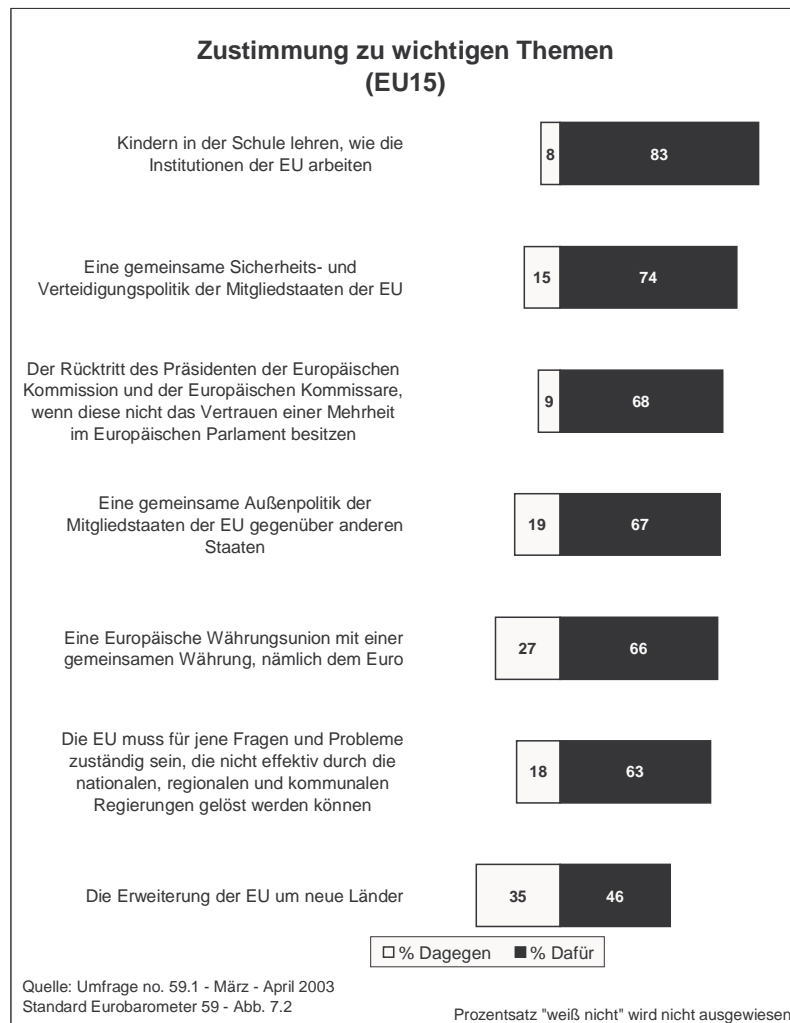 Zustimmung zu wichtigen Themen
(EU15)
Kindern in der Schule lehren, wie die
Institutionen der EU arbeiten
8 83
Eine gemeinsame Sicherheits- und
Verteidigungspolitik der Mitgliedstaaten der EU
15 74
Der Rücktritt des Präsidenten der Europäischen
Kommission und der Europäischen Kommissare,
wenn diese nicht das Vertrauen einer Mehrheit
im Europäischen Parlament besitzen
9 68
Eine gemeinsame Außenpolitik der
Mitgliedstaaten der EU gegenüber anderen
Staaten
19 67
Eine Europäische Währungsunion mit einer
gemeinsamen Währung, nämlich dem Euro
27 66
Die EU muss für jene Fragen und Probleme
zuständig sein, die nicht effektiv durch die
nationalen, regionalen und kommunalen
Regierungen gelöst werden können
18 63
Die Erweiterung der EU um neue Länder
35 46
% Dagegen % Dafür
Quelle: Umfrage no. 59.1 - März - April 2003
Standard Eurobarometer 59 - Abb. 7.2
Prozentsatz "weiß nicht" wird nicht ausgewiesen